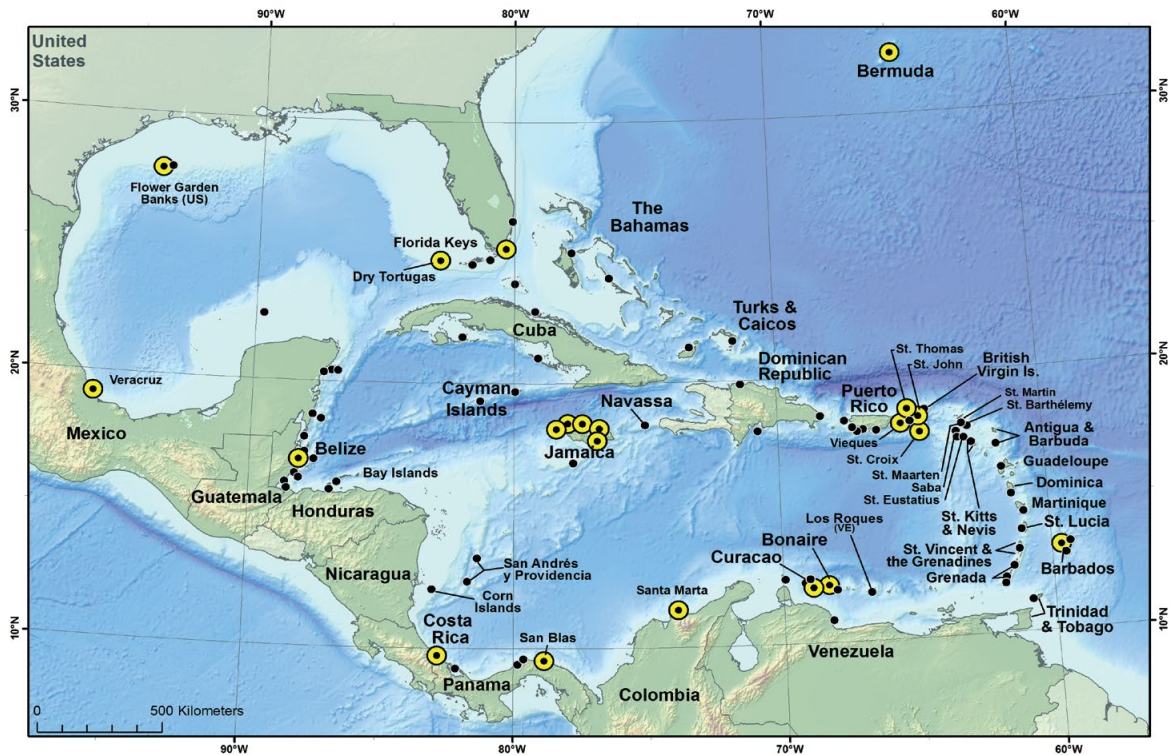 90°W
80°W
70°W
60°W
United
States
Bermuda
30°N
30°N
Flower Garden
Banks (US)
The
Bahamas
Florida Keys
Dry Tortugas
Turks &
Caicos
Cuba
20°N
20°N
Veracruz
Mexico
Cayman
Islands
Navassa
Dominican
Republic
Puerto
Rico
St. Thomas
St. John
British
Virgin Is.
St. Martin
St. Barthélemy
Antigua &
Barbuda
Vieques
St. Croix
St. Maarten
Saba
St. Eustatius
Guadeloupe
Dominica
Martinique
St. Kitts
& Nevis
St. Lucia
Jamaica
Belize
Bay Islands
Guatemala
Honduras
Los Roques
(VE)
Bonaire
Curacao
St. Vincent &
the Grenadines
Grenada
Barbados
Nicaragua
San Andrés
y Providencia
Corn
Islands
Santa Marta
Costa
Rica
San Blas
Trinidad
& Tobago
10°N
10°N
Panama
Colombia
Venezuela
0
500 Kilometers
90°W
80°W
70°W
60°W